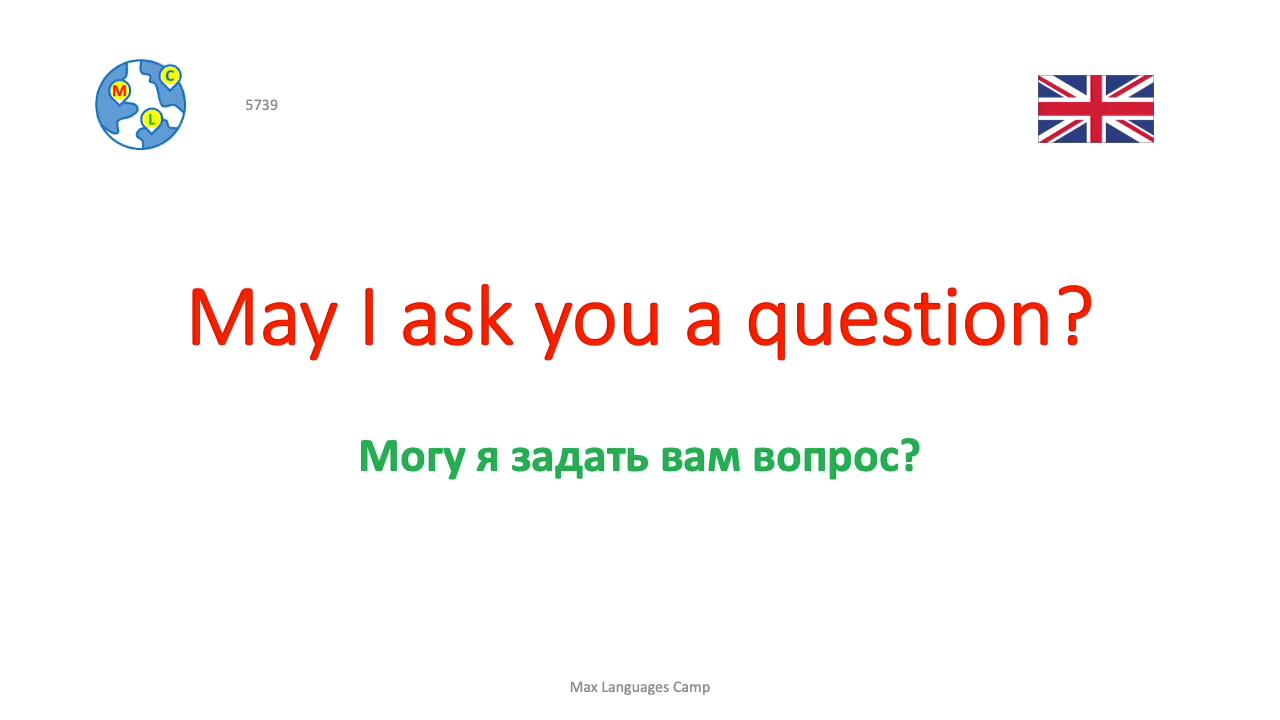 C
M
L
5739
May I ask you a question?
Могу я задать вам вопрос?
Max Languages Camp